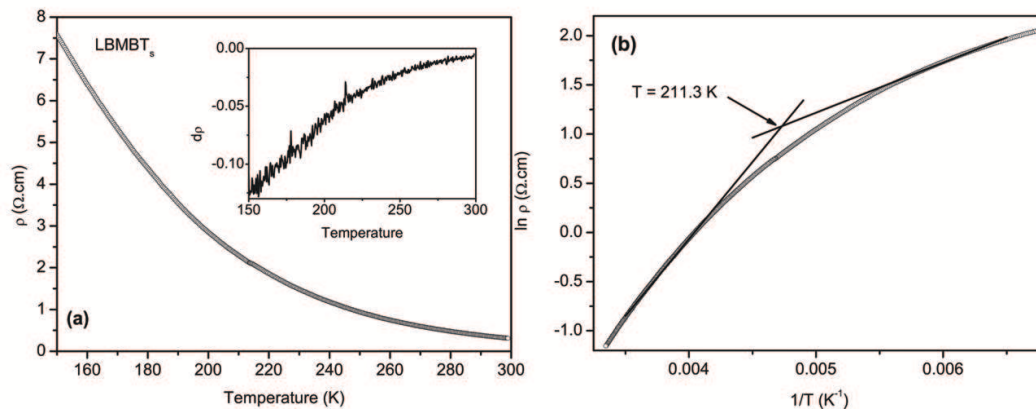 8
7
6
5
4
3
2
1
0
ρ (Ω.cm)
LBMBTs
(a)
160 180 200 220 240 260 280 300
Temperature (K)
0.00
-0.05
-0.10
dρ
150 200 250 300
Temperature
(b)
2.0
1.5
1.0
0.5
0.0
-0.5
-1.0
ln ρ (Ω.cm)
T = 211.3 K
0.004 0.005 0.006
1/T (K⁻¹)